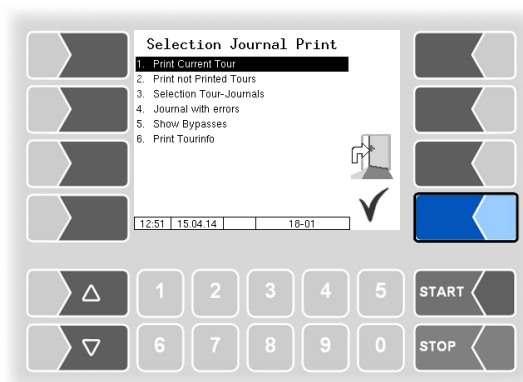 Selection Journal Print
1. Print Current Tour
2. Print not Printed Tours
3. Selection Tour-Journals
4. Journal with errors
5. Show Bypasses
6. Print Tourinfo
12:51 15.04.14 18-01
1 2 3 4 5 START
6 7 8 9 0 STOP